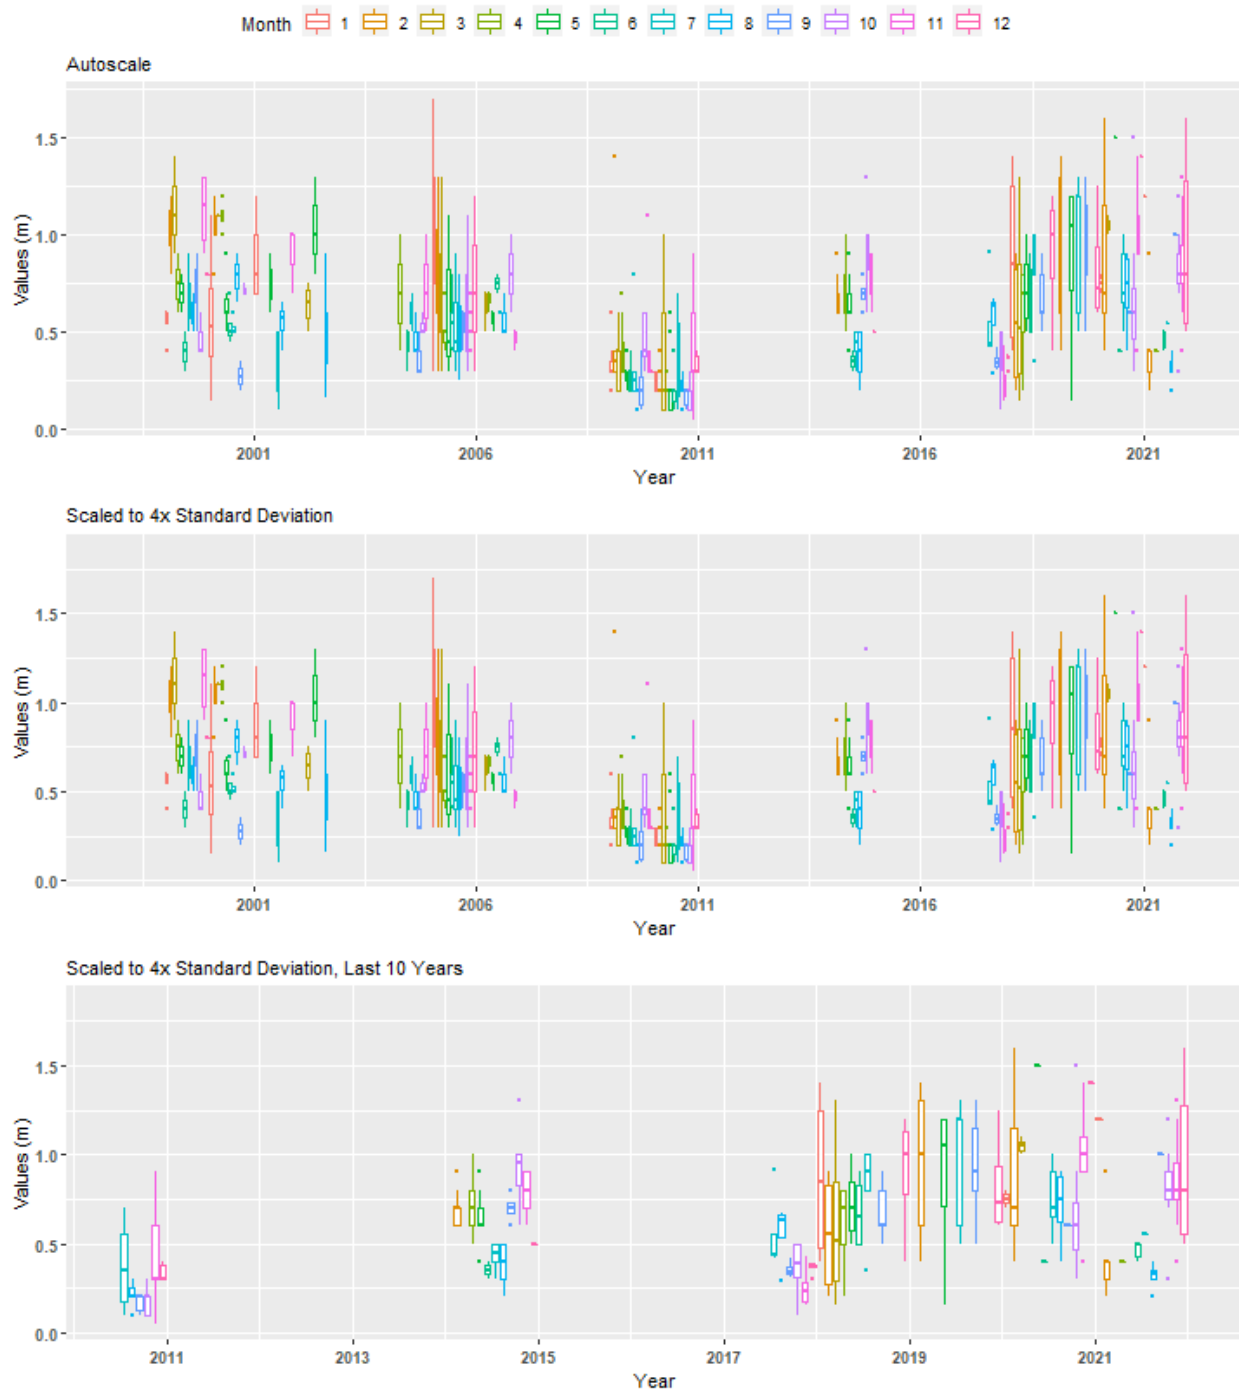 Month 1 2 3 4 5 6 7 8 9 10 11 12
Autoscale
1.5
1.0
0.5
0.0
Values (m)
2001 2006 2011 2016 2021
Year
Scaled to 4x Standard Deviation
1.5
1.0
0.5
0.0
Values (m)
2001 2006 2011 2016 2021
Year
Scaled to 4x Standard Deviation, Last 10 Years
1.5
1.0
0.5
0.0
Values (m)
2011 2013 2015 2017 2019 2021
Year